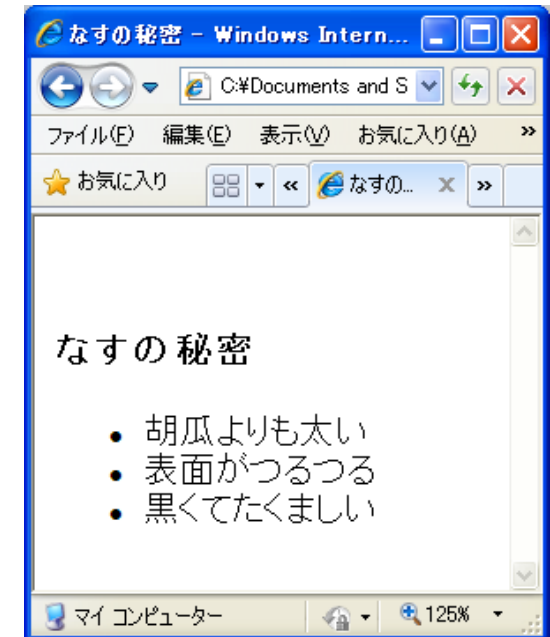 なすの秘密 - Windows Intern...
C:¥Documents and S
ファイル(F) 編集(E) 表示(V) お気に入り(A) »
お気に入り « なすの... »
なすの秘密
• 胡瓜よりも太い
• 表面がつるつる
• 黒くてたくましい
マイ コンピューター 125%